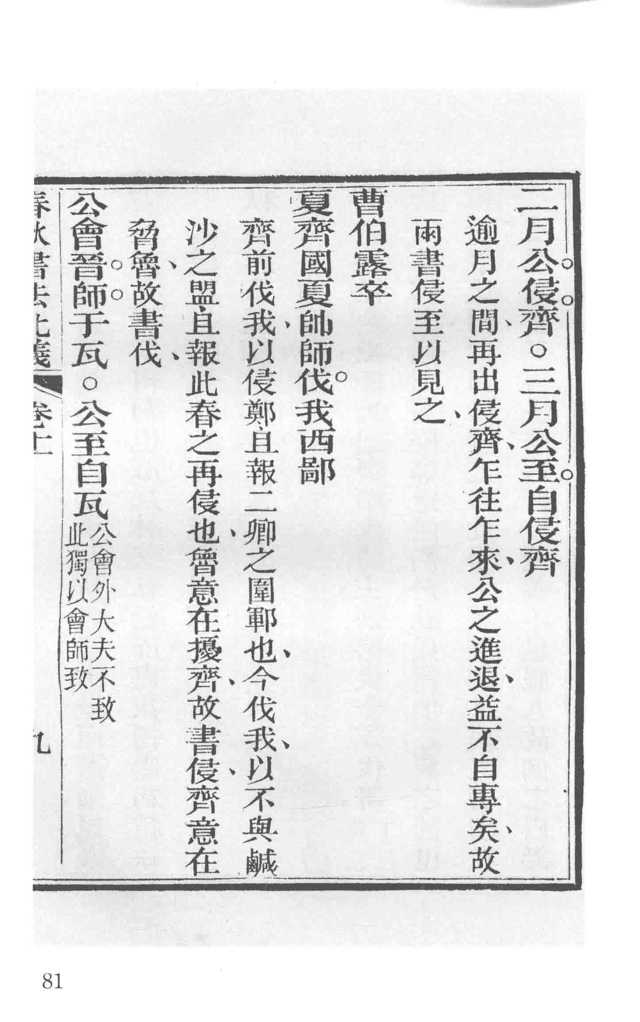 二月公侵齊○三月公至自侵齊
逾月之間再出侵齊乍往乍來公之進退益不自專矣故
兩書侵至以見之
曹伯露卒
夏齊國夏帥師伐我西鄙
齊前伐我以侵鄭且報二卿之圍鄆也今伐我以不與鹹
沙之盟且報此春之再侵也魯意在擾齊故書侵齊意在
脅魯故書伐
公會晉師于瓦○公至自瓦公會外大夫不致
此獨以會師致
春秋書法比義 卷十 九
81